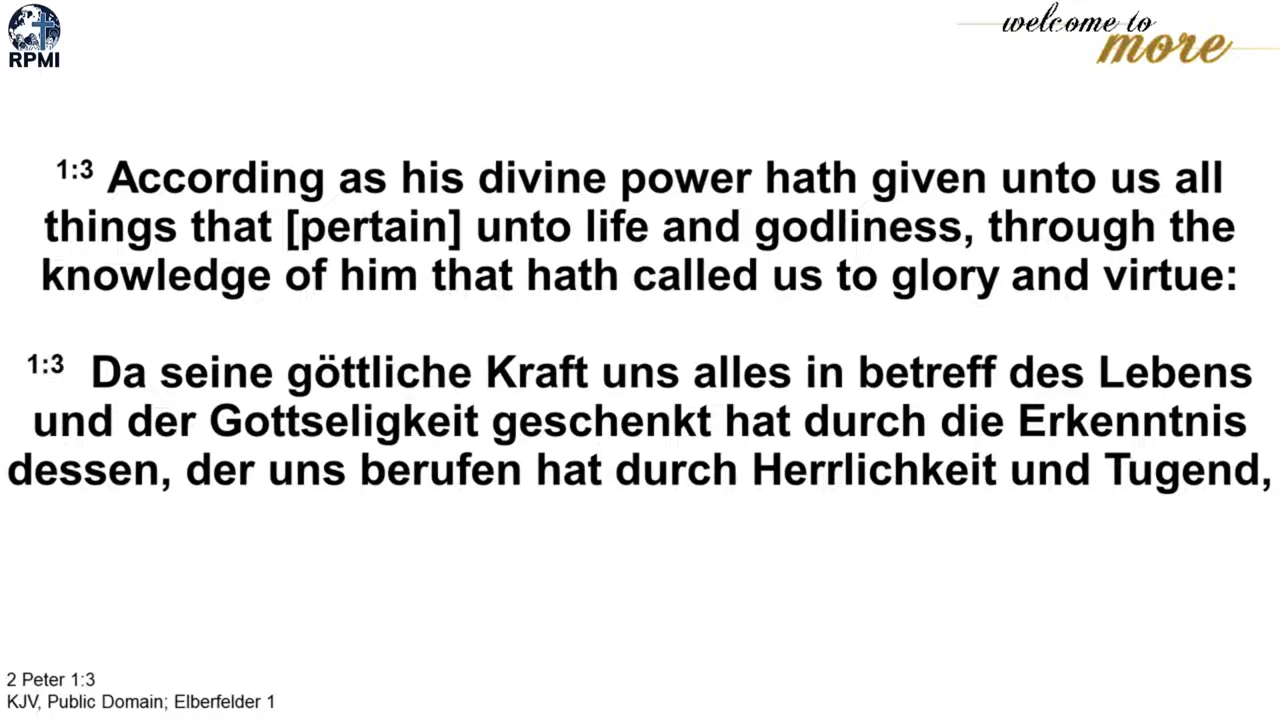 RPMI
welcome to
more
1:3 According as his divine power hath given unto us all
things that [pertain] unto life and godliness, through the
knowledge of him that hath called us to glory and virtue:
1:3 Da seine göttliche Kraft uns alles in betreff des Lebens
und der Gottseligkeit geschenkt hat durch die Erkenntnis
dessen, der uns berufen hat durch Herrlichkeit und Tugend,
2 Peter 1:3
KJV, Public Domain; Elberfelder 1